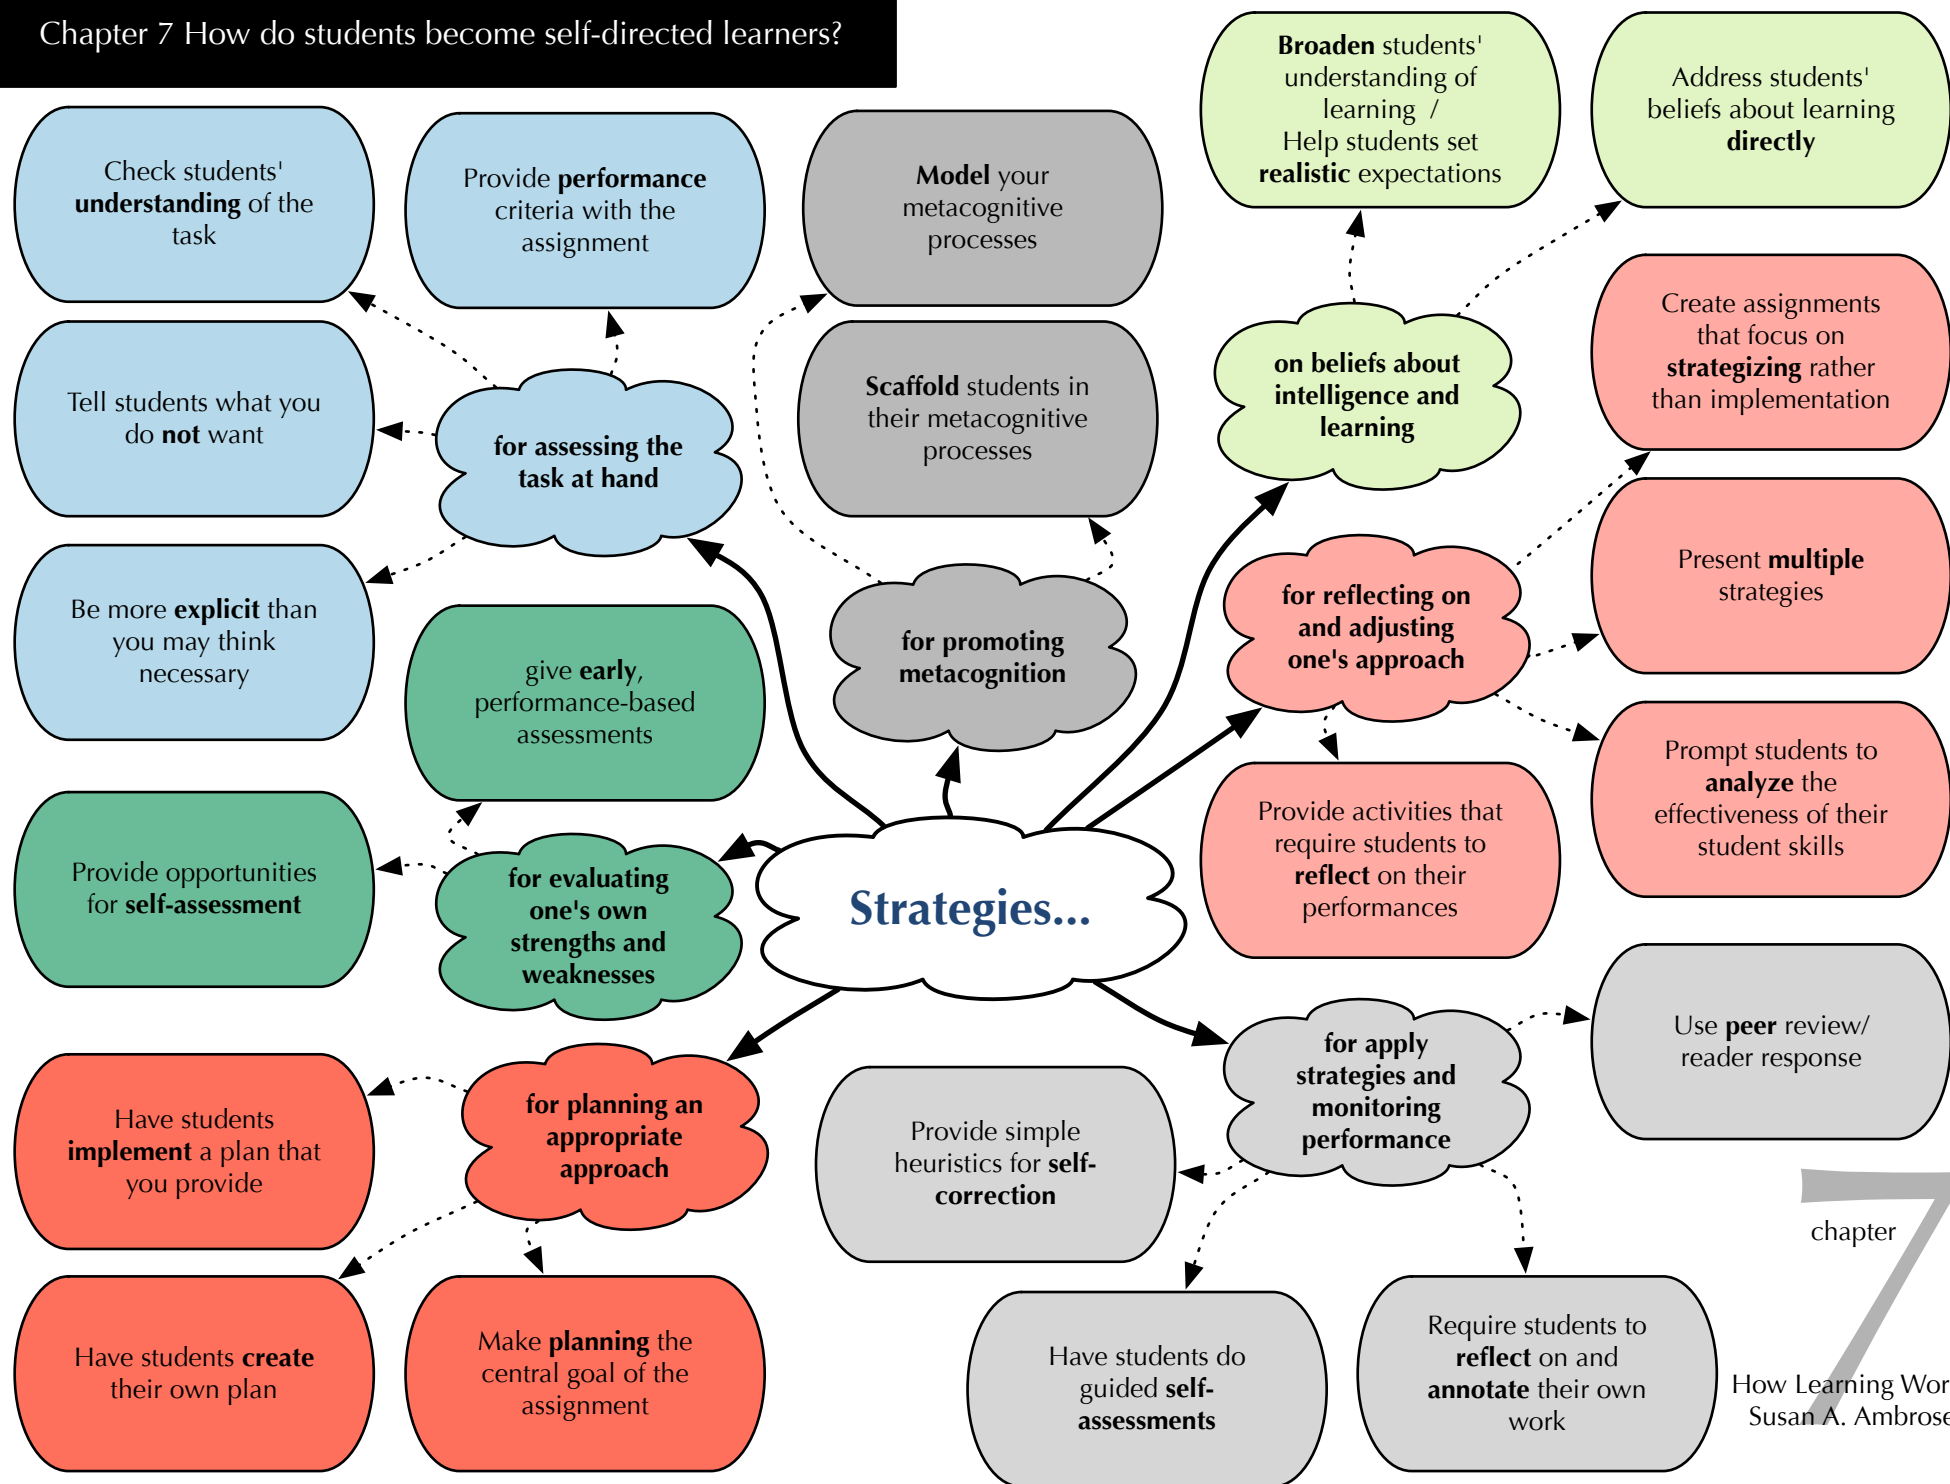 Chapter 7 How do students become self-directed learners?
Check students'
understanding of the
task
Provide performance
criteria with the
assignment
Tell students what you
do not want
Be more explicit than
you may think
necessary
for assessing the
task at hand
Model your
metacognitive
processes
Scaffold students in
their metacognitive
processes
for promoting
metacognition
Broaden students'
understanding of
learning /
Help students set
realistic expectations
Address students'
beliefs about learning
directly
on beliefs about
intelligence and
learning
Create assignments
that focus on
strategizing rather
than implementation
Present multiple
strategies
Prompt students to
analyze the
effectiveness of their
student skills
Provide activities that
require students to
reflect on their
performances
for reflecting on
and adjusting
one's approach
give early,
performance-based
assessments
Provide opportunities
for self-assessment
for evaluating
one's own
strengths and
weaknesses
Strategies...
for planning an
appropriate
approach
Have students
implement a plan that
you provide
Have students create
their own plan
Make planning the
central goal of the
assignment
for apply
strategies and
monitoring
performance
Use peer review/
reader response
Provide simple
heuristics for self-
correction
Have students do
guided self-
assessments
Require students to
reflect on and
annotate their own
work
chapter
7
How Learning Wor
Susan A. Ambrose